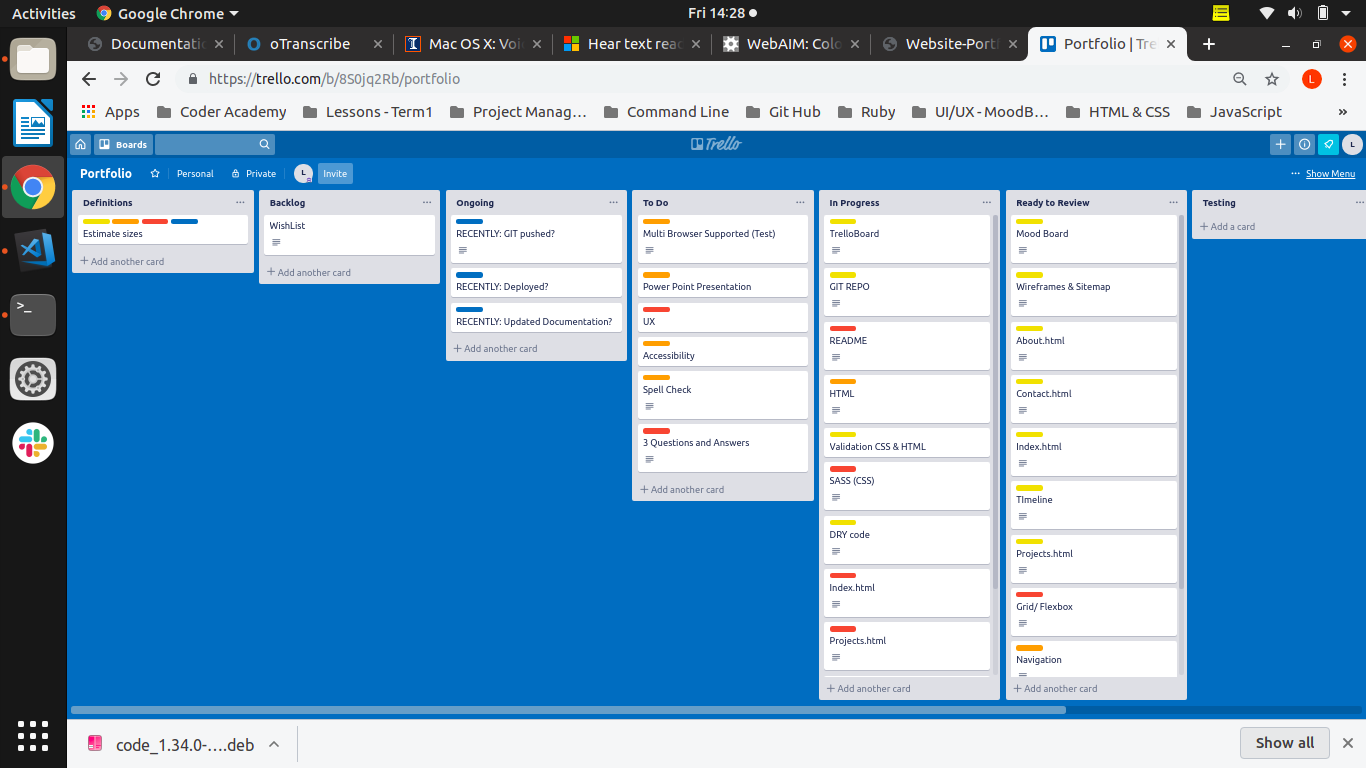 Activities
Google Chrome
Fri 14:28
Documentati
oTranscribe
Mac OS X: Voi
Hear text reac
WebAIM: Colo
Website-Portf
Portfolio | Tre
https://trello.com/b/8S0jq2Rb/portfolio
L
Apps
Coder Academy
Lessons - Term1
Project Manag…
Command Line
Git Hub
Ruby
UI/UX - MoodB…
HTML & CSS
JavaScript
»
Boards
Trello
L
Portfolio
Personal
Private
L
Invite
Show Menu
Definitions
Estimate sizes
+ Add another card
Backlog
WishList
+ Add another card
Ongoing
RECENTLY: GIT pushed?
RECENTLY: Deployed?
RECENTLY: Updated Documentation?
+ Add another card
To Do
Multi Browser Supported (Test)
Power Point Presentation
UX
Accessibility
Spell Check
3 Questions and Answers
+ Add another card
In Progress
TrelloBoard
GIT REPO
README
HTML
Validation CSS & HTML
SASS (CSS)
DRY code
Index.html
Projects.html
+ Add another card
Ready to Review
Mood Board
Wireframes & Sitemap
About.html
Contact.html
Index.html
TImeline
Projects.html
Grid/ Flexbox
Navigation
+ Add another card
Testing
+ Add a card
code_1.34.0-….deb
Show all